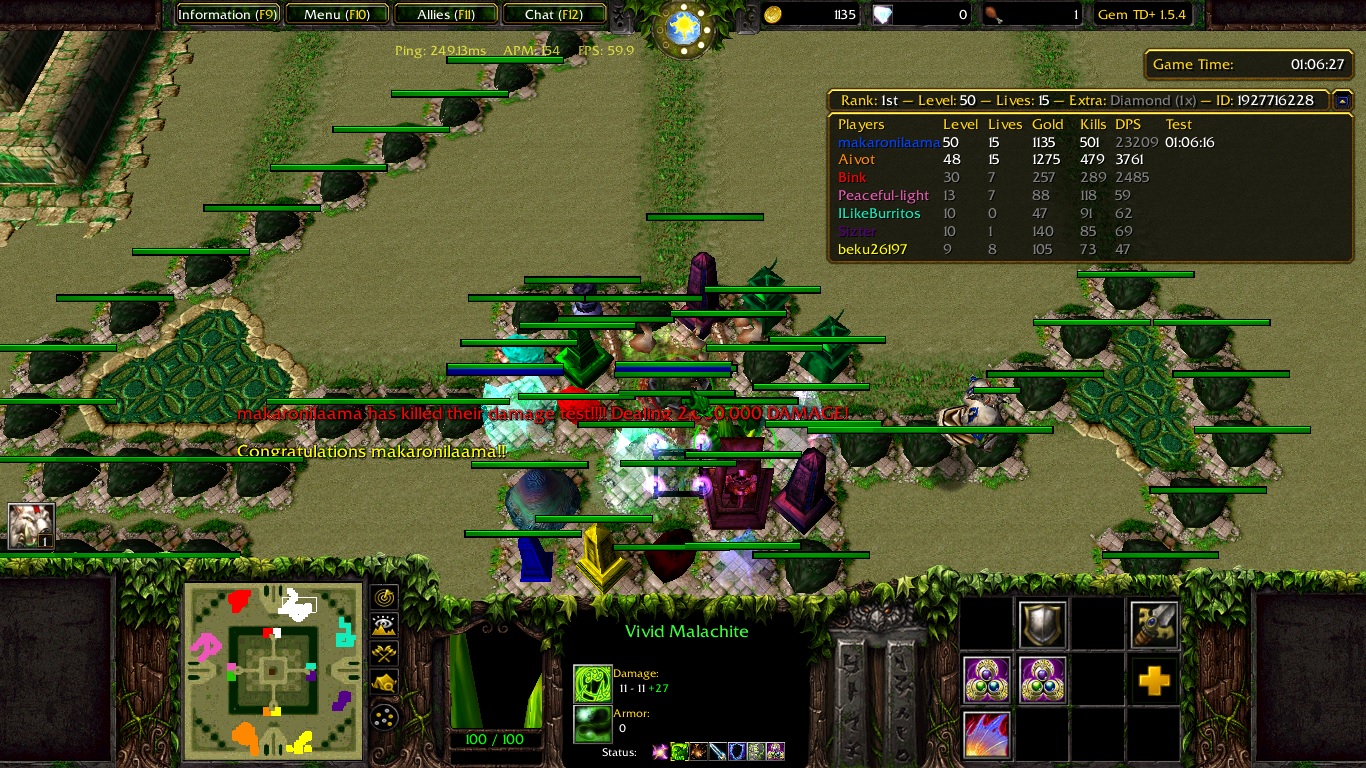 Information (F9) Menu (F10) Allies (F11) Chat (F12) 1135 0 1 Gem TD+ 1.5.4
Ping: 249.13ms APM: 154 FPS: 59.9
Game Time: 01:06:27
Rank: 1st — Level: 50 — Lives: 15 — Extra: Diamond (1x) — ID: 1927716228
Players Level Lives Gold Kills DPS Test
makaronilaama 50 15 1135 501 23209 01:06:16
Aivot 48 15 1275 479 3761
Bink 30 7 257 289 2485
Peaceful-light 13 7 88 118 59
ILikeBurritos 10 0 47 91 62
Sizter 10 1 140 85 69
beku26197 9 8 105 73 47
makaronilaama has killed their damage test!!!! Dealing 0.000 DAMAGE!
Congratulations makaronilaama!!
1
Vivid Malachite
Damage:
11 - 11 +27
Armor:
0
100 / 100
Status: